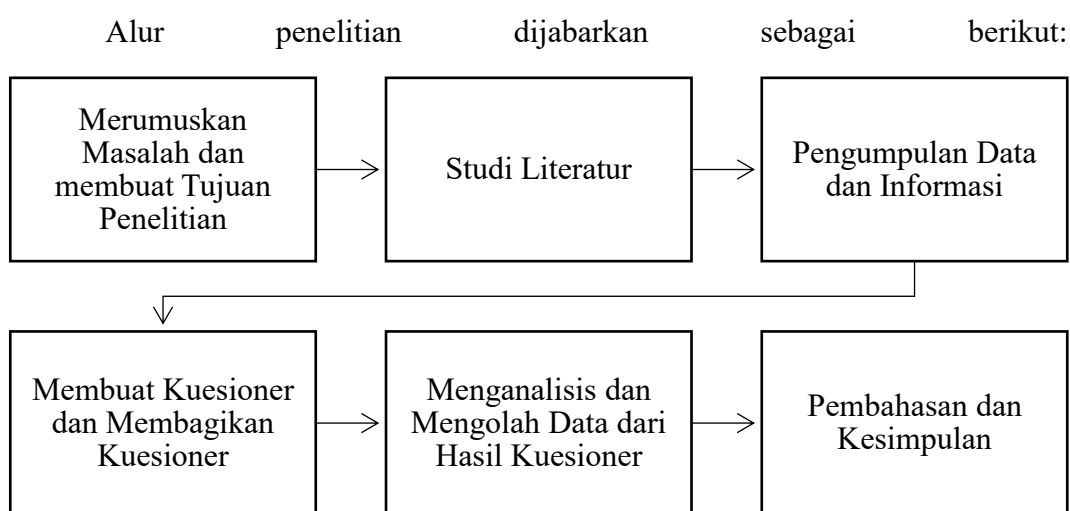 Alur penelitian dijabarkan sebagai berikut:
Merumuskan
Masalah dan
membuat Tujuan
Penelitian
Studi Literatur
Pengumpulan Data
dan Informasi
Membuat Kuesioner
dan Membagikan
Kuesioner
Menganalisis dan
Mengolah Data dari
Hasil Kuesioner
Pembahasan dan
Kesimpulan